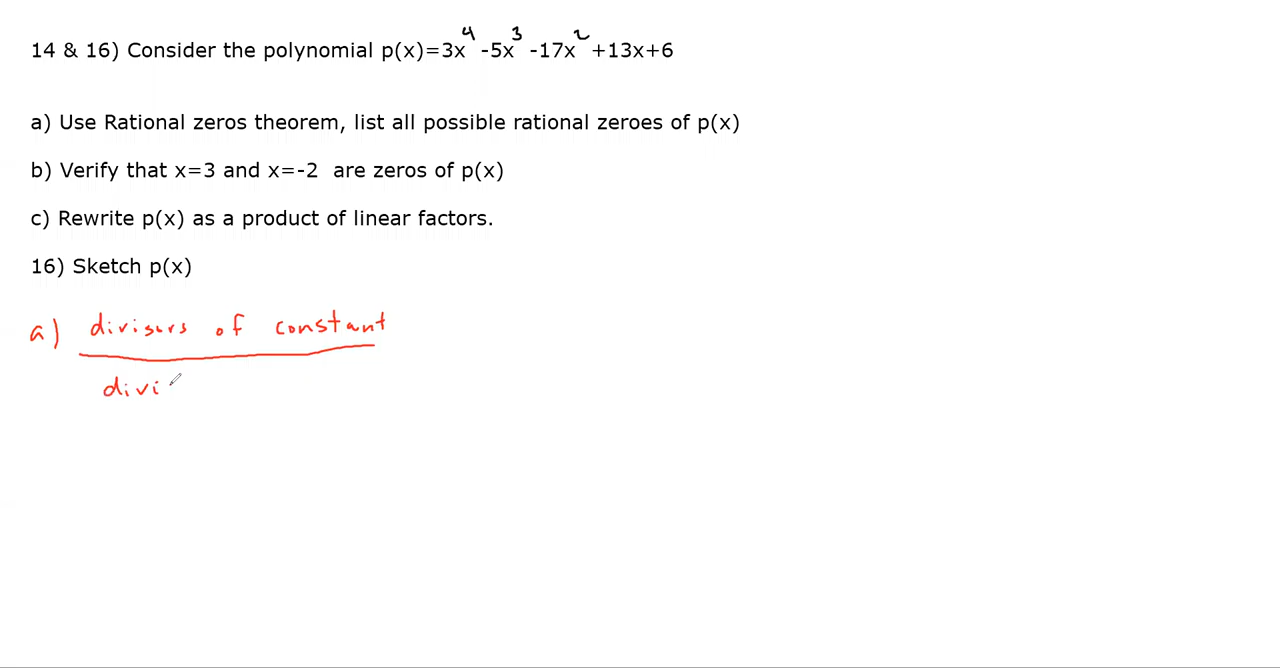 14 & 16) Consider the polynomial p(x)=3x⁴ -5x³ -17x² +13x+6
a) Use Rational zeros theorem, list all possible rational zeroes of p(x)
b) Verify that x=3 and x=-2  are zeros of p(x)
c) Rewrite p(x) as a product of linear factors.
16) Sketch p(x)
a) divisors of constant
divi